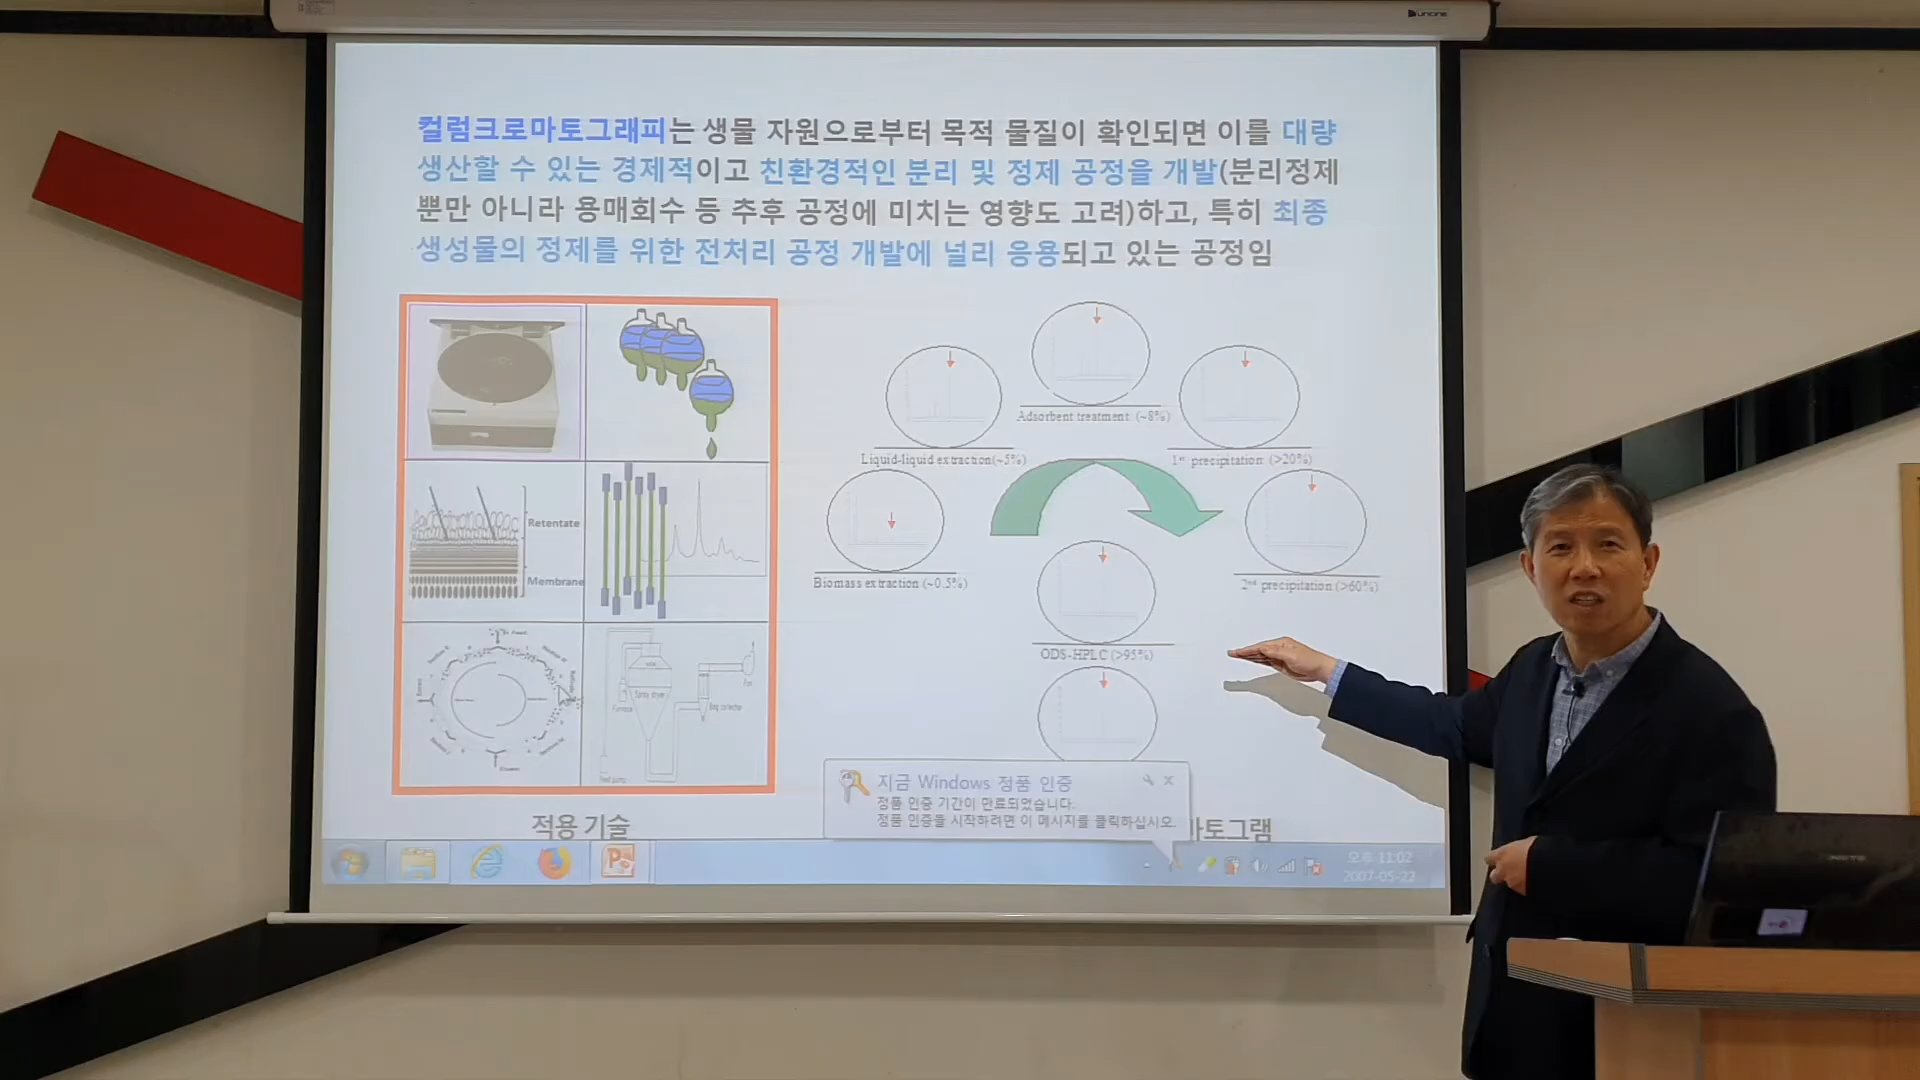 컬럼크로마토그래피는 생물 자원으로부터 목적 물질이 확인되면 이를 대량
생산할 수 있는 경제적이고 친환경적인 분리 및 정제 공정을 개발(분리정제
뿐만 아니라 용매회수 등 추후 공정에 미치는 영향도 고려)하고, 특히 최종
생성물의 정제를 위한 전처리 공정 개발에 널리 응용되고 있는 공정임
Adsorbent treatment (~8%)
Liquid-liquid extraction(~5%)
1st precipitation (>20%)
Retentate
Membrane
Biomass extraction (~0.5%)
2nd precipitation (>60%)
ODS-HPLC (>95%)
Spray dryer
Furnace
Bag collector
Fan
Feed pump
적용 기술
마토그램
지금 Windows 정품 인증
정품 인증 기간이 만료되었습니다.
정품 인증을 시작하려면 이 메시지를 클릭하십시오.
오후 11:02
2007-05-22